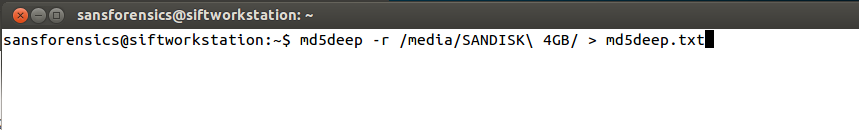 sansforensics@siftworkstation: ~
sansforensics@siftworkstation:~$ md5deep -r /media/SANDISK\ 4GB/ > md5deep.txt